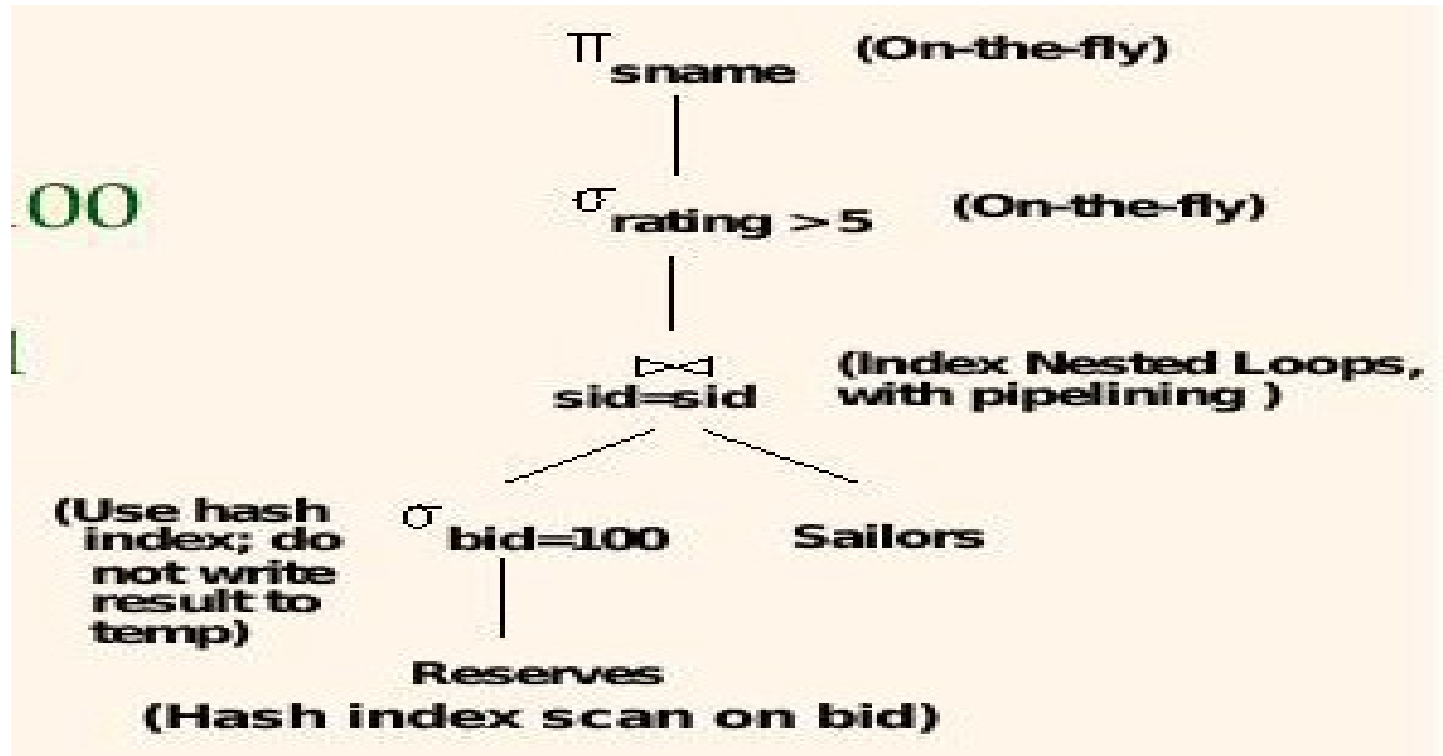 π sname (On-the-fly)
00
σ rating > 5 (On-the-fly)
⋈
sid=sid
(Index Nested Loops,
with pipelining )
(Use hash
index; do
not write
result to
temp)
σ bid=100
Sailors
Reserves
(Hash index scan on bid)